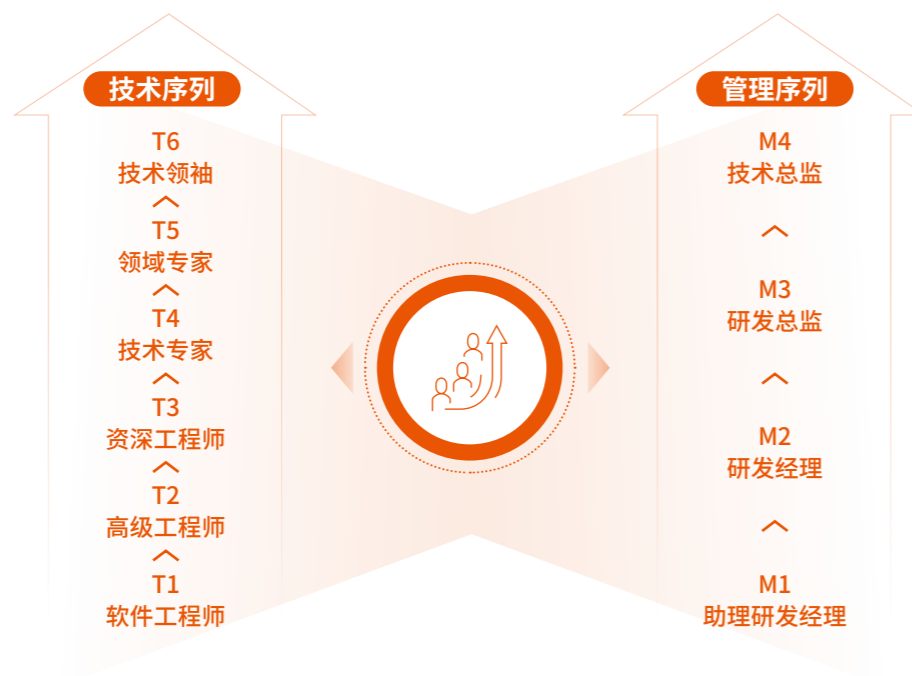 技术序列
T6
技术领袖
T5
领域专家
T4
技术专家
T3
资深工程师
T2
高级工程师
T1
软件工程师
管理序列
M4
技术总监
M3
研发总监
M2
研发经理
M1
助理研发经理